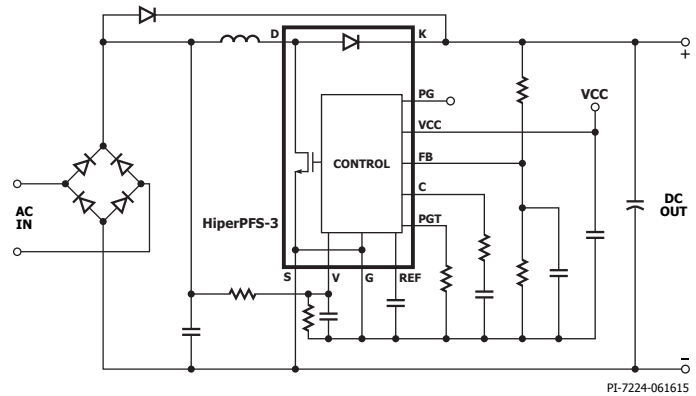 D
K
PG
VCC
VCC
FB
CONTROL
C
AC
IN
HiperPFS-3
PGT
DC
OUT
S
V
G
REF
+
–
PI-7224-061615